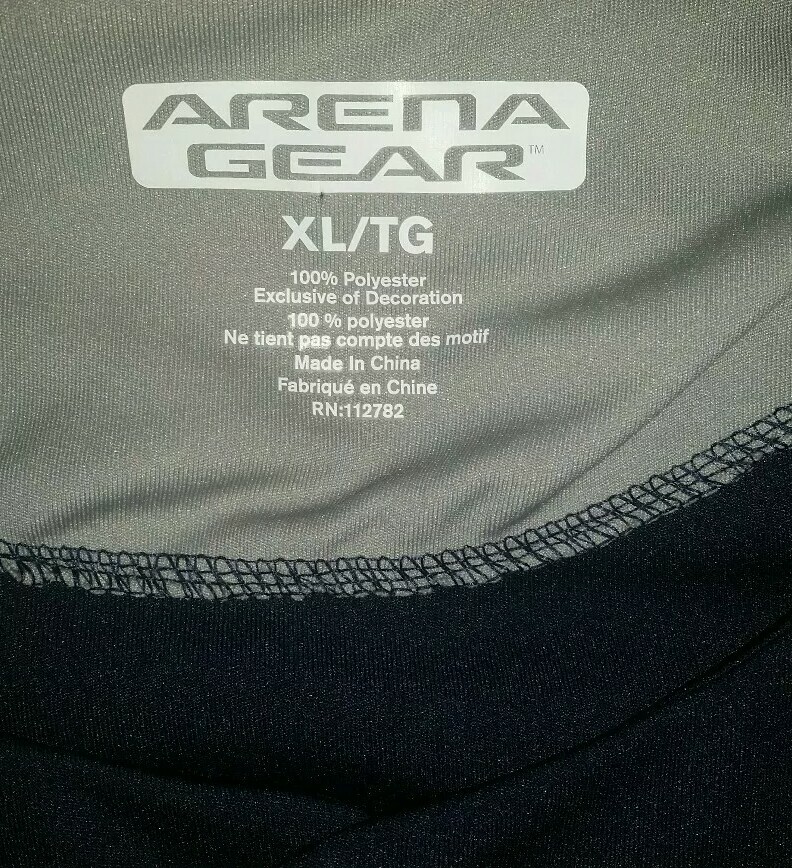 ARENA
GEAR™
XL/TG
100% Polyester
Exclusive of Decoration
100 % polyester
Ne tient pas compte des motif
Made In China
Fabriqué en Chine
RN:112782